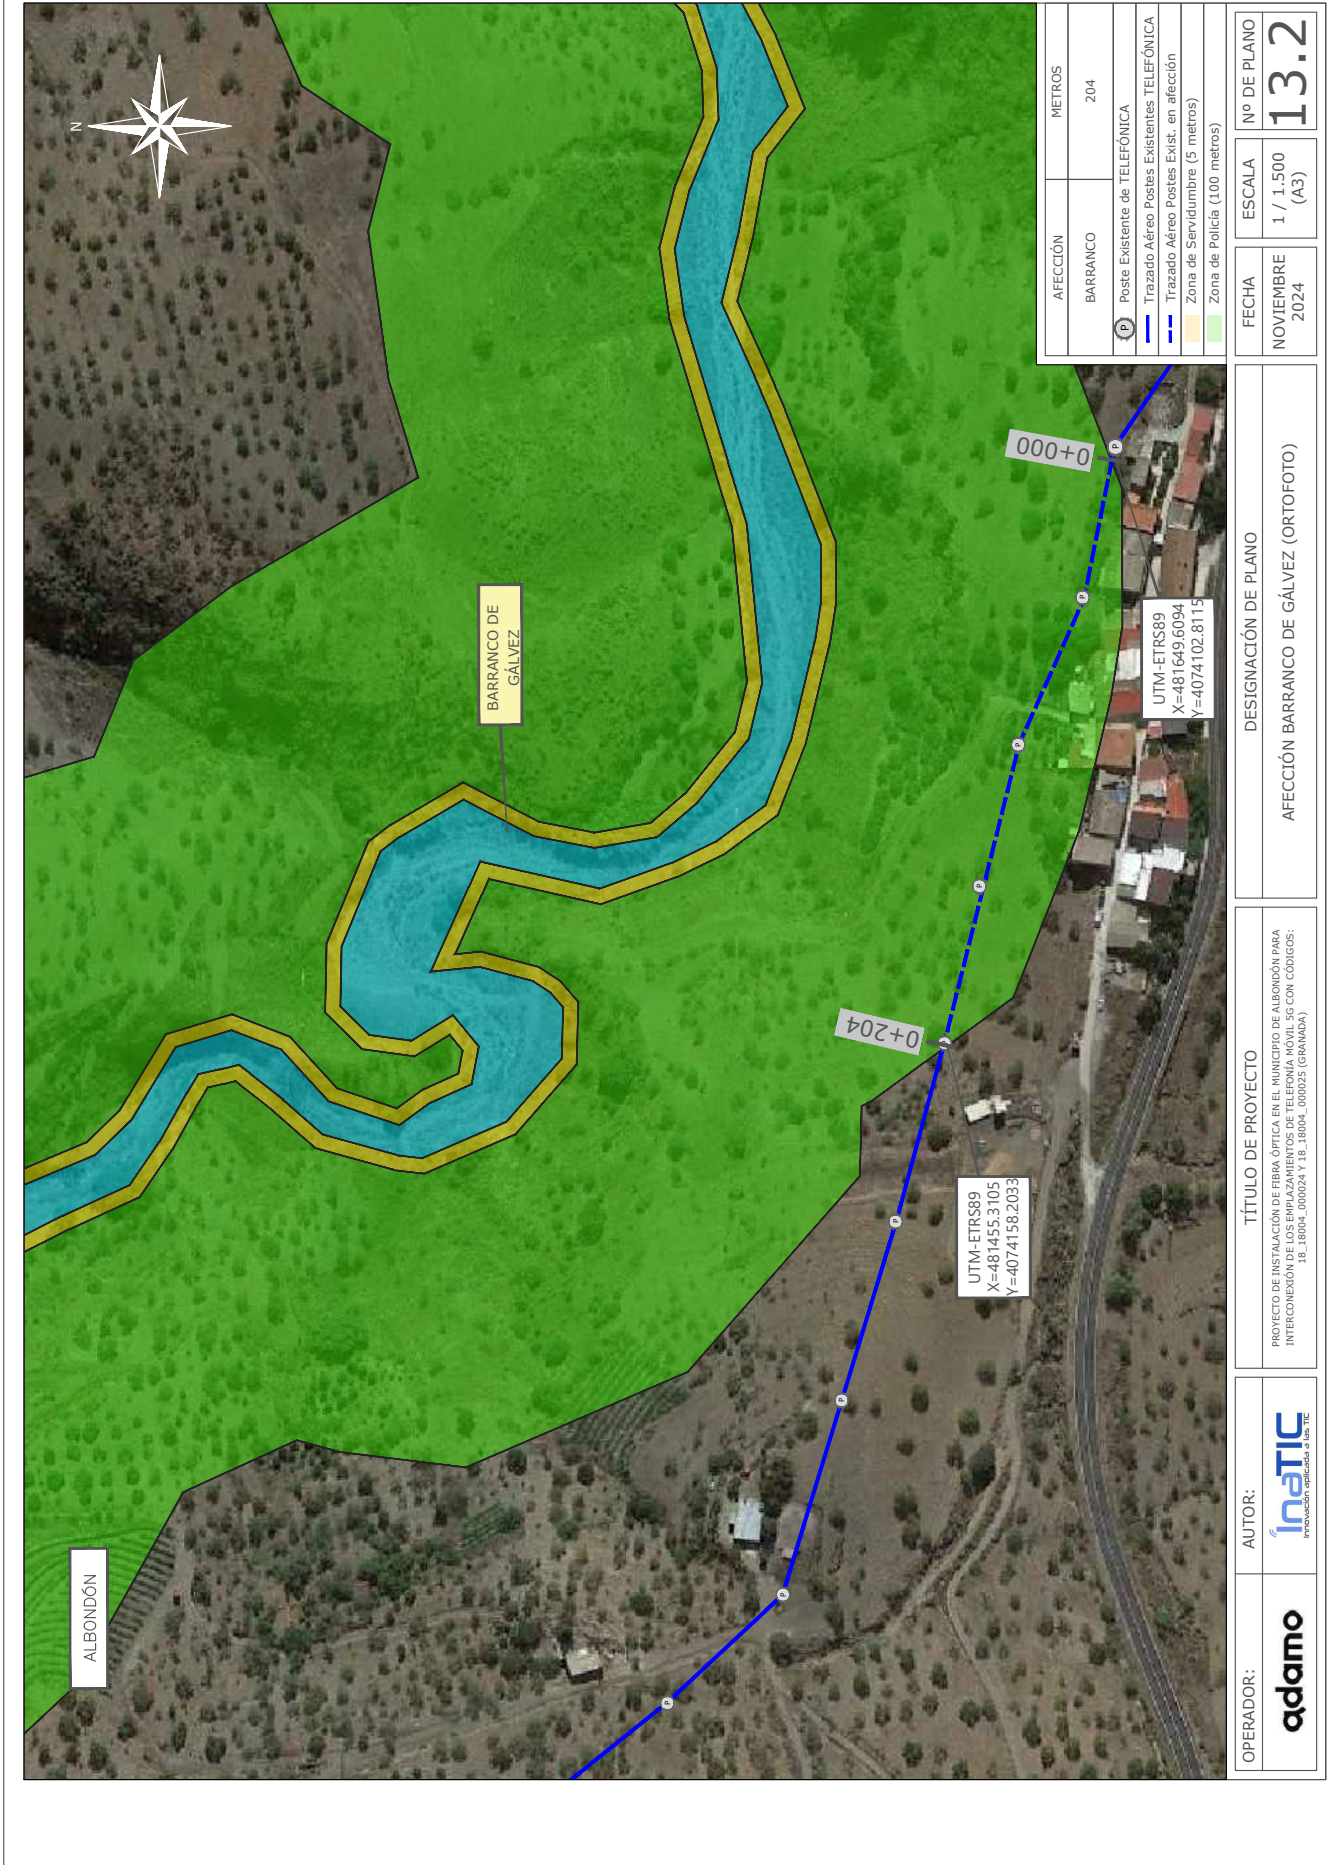 N
ALBONDÓN
BARRANCO DE
GÁLVEZ
0+204
0+000
UTM-ETRS89
X=481455.3105
Y=4074158.2033
UTM-ETRS89
X=481649.6094
Y=4074102.8115
AFECCIÓN
METROS
BARRANCO
204
P Poste Existente de TELEFÓNICA
Trazado Aéreo Postes Existentes TELEFÓNICA
Trazado Aéreo Postes Exist. en afección
Zona de Servidumbre (5 metros)
Zona de Policía (100 metros)
OPERADOR:
adamo
AUTOR:
InaTIC
Innovación aplicada a las TIC
TÍTULO DE PROYECTO
PROYECTO DE INSTALACIÓN DE FIBRA ÓPTICA EN EL MUNICIPIO DE ALBONDÓN PARA
INTERCONEXIÓN DE LOS EMPLAZAMIENTOS DE TELEFONÍA MÓVIL 5G CON CÓDIGOS:
18_18004_000024 Y 18_18004_000025 (GRANADA)
DESIGNACIÓN DE PLANO
AFECCIÓN BARRANCO DE GÁLVEZ (ORTOFOTO)
FECHA
NOVIEMBRE
2024
ESCALA
1 / 1.500
(A3)
Nº DE PLANO
13.2